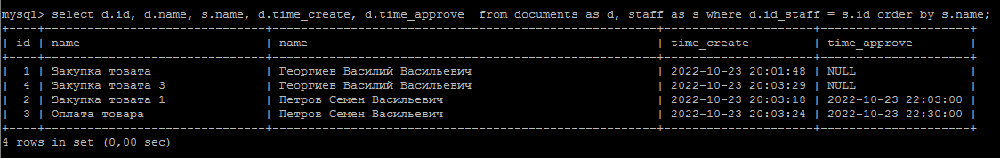 mysql> select d.id, d.name, s.name, d.time_create, d.time_approve  from documents as d, staff as s where d.id_staff = s.id order by s.name;
+----+-------------------------------+------------------------------------------------------+---------------------+---------------------+
| id | name | name | time_create | time_approve |
+----+-------------------------------+------------------------------------------------------+---------------------+---------------------+
| 1 | Закупка товата | Георгиев Василий Васильевич | 2022-10-23 20:01:48 | NULL |
| 4 | Закупка товата 3 | Георгиев Василий Васильевич | 2022-10-23 20:03:29 | NULL |
| 2 | Закупка товата 1 | Петров Семен Васильевич | 2022-10-23 20:03:18 | 2022-10-23 22:03:00 |
| 3 | Оплата товара | Петров Семен Васильевич | 2022-10-23 20:03:24 | 2022-10-23 22:30:00 |
+----+-------------------------------+------------------------------------------------------+---------------------+---------------------+
4 rows in set (0,00 sec)